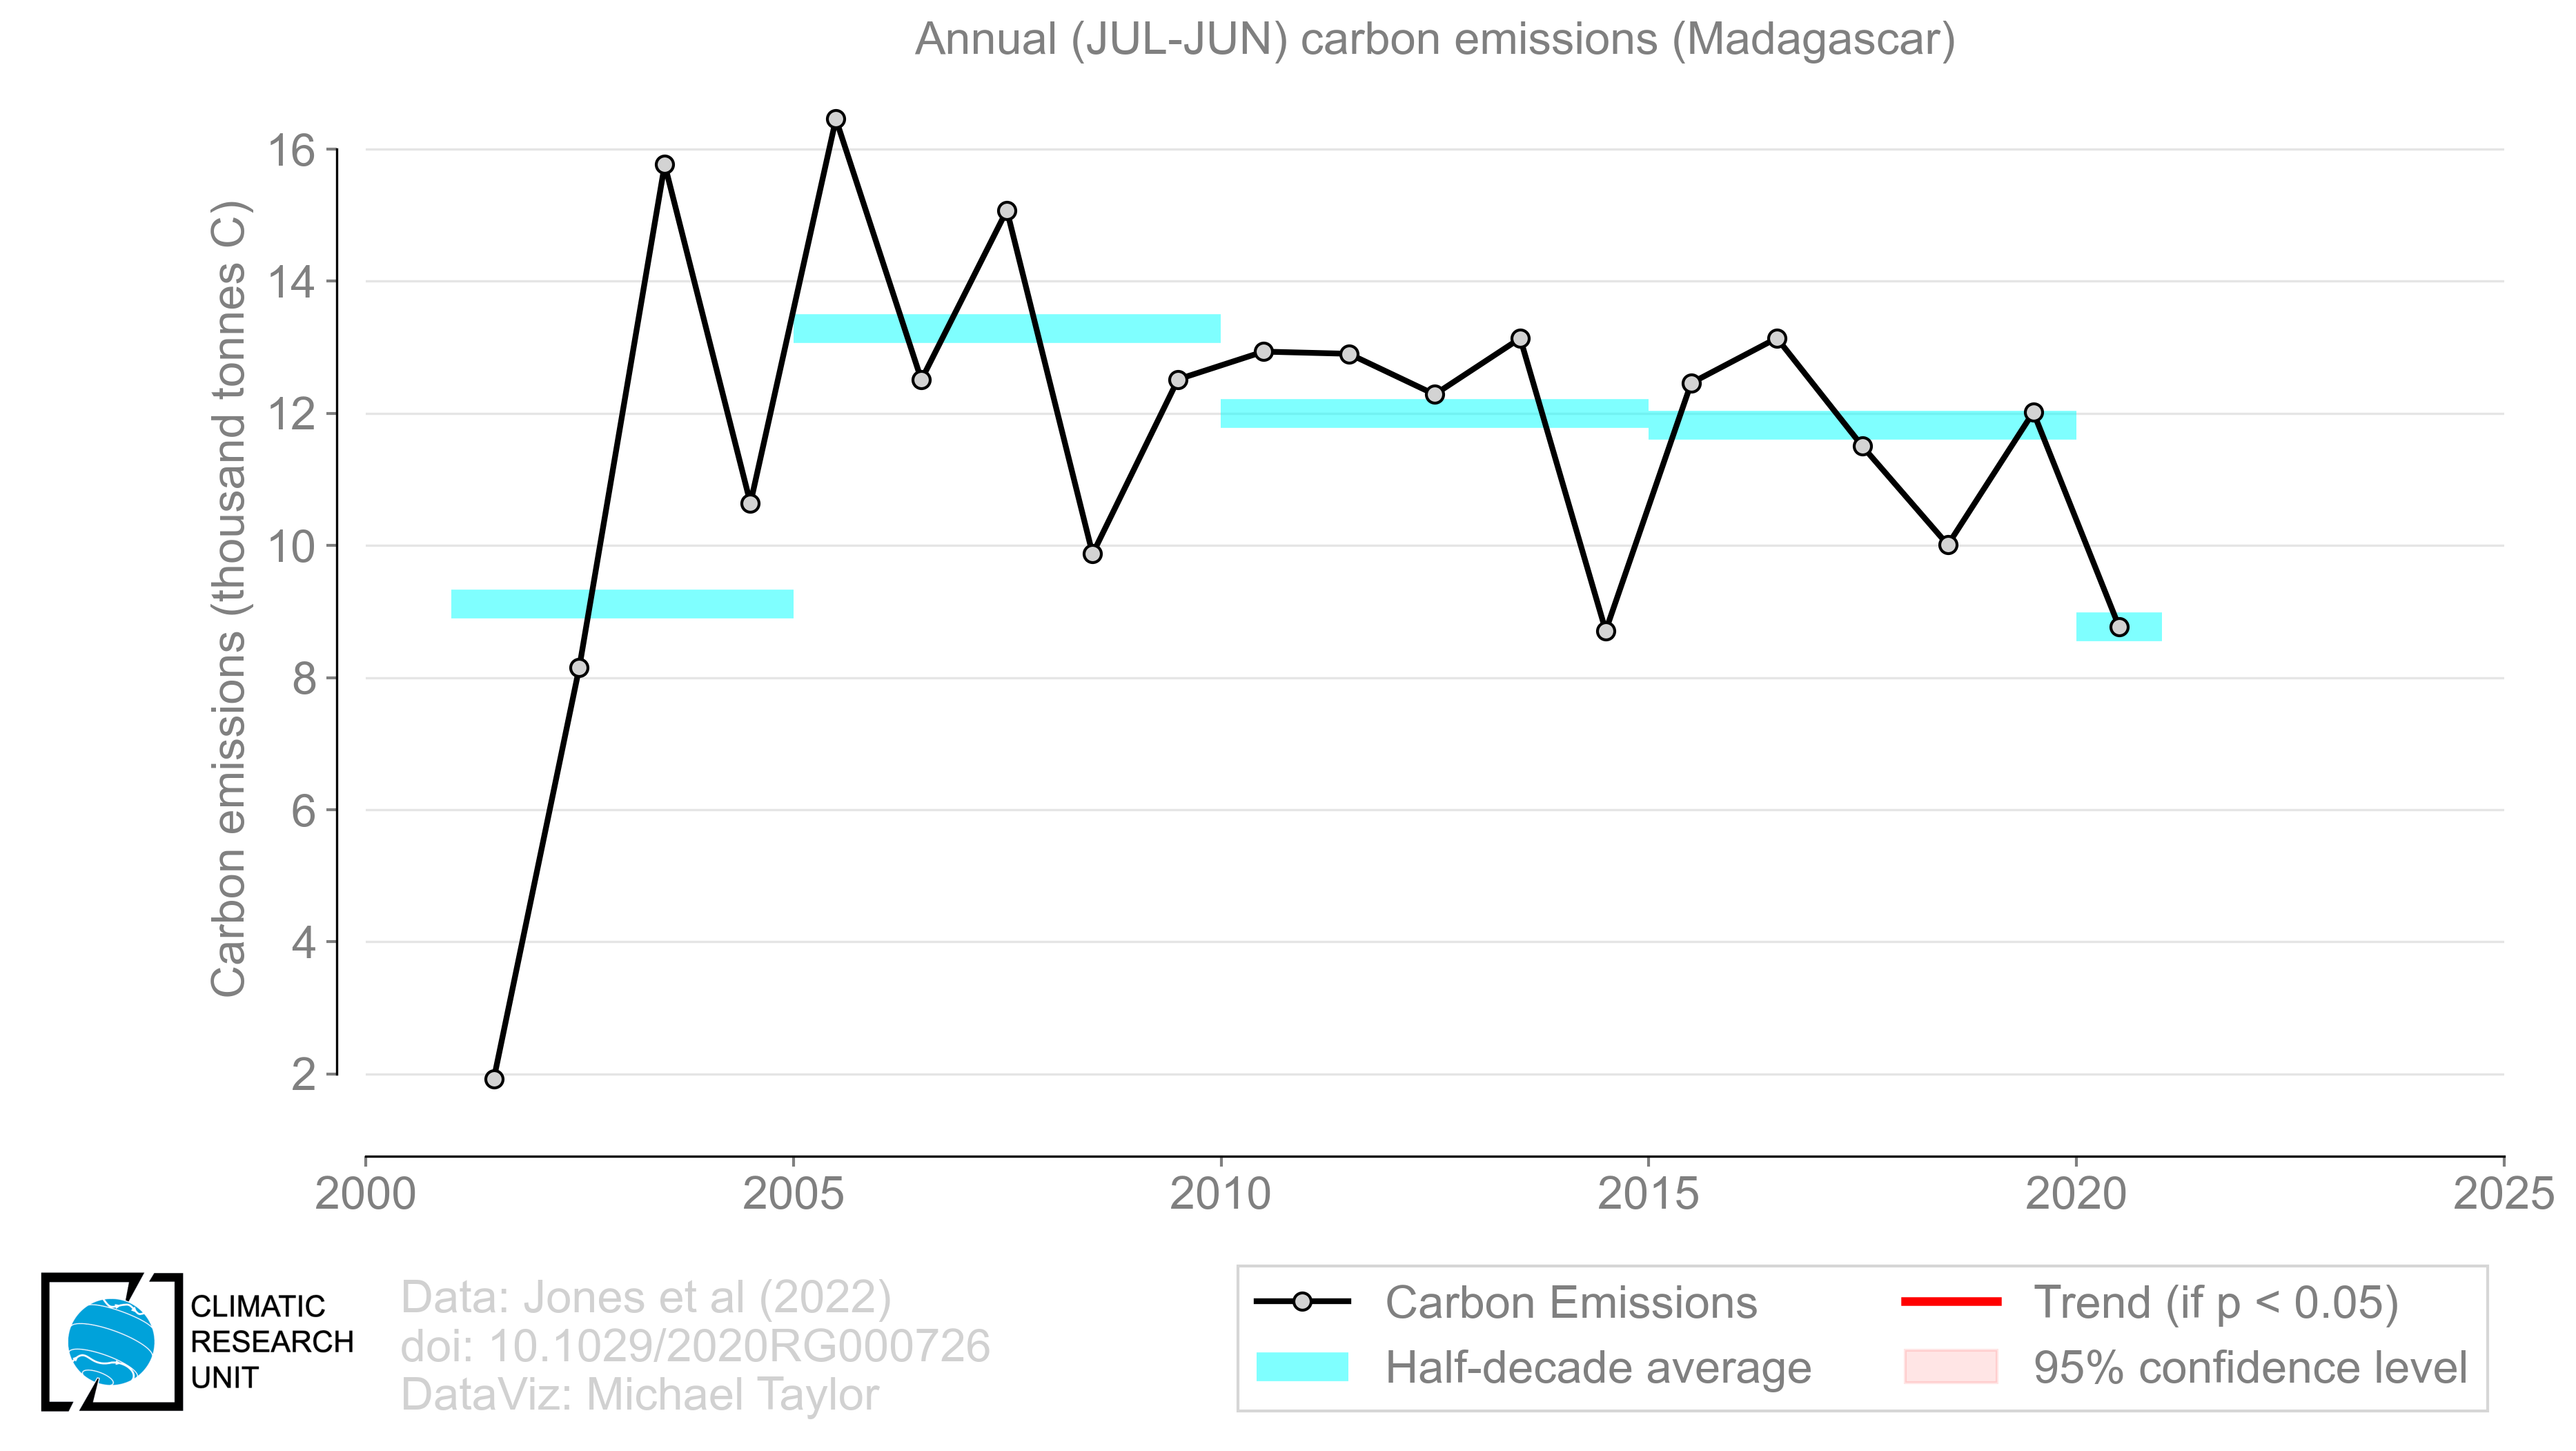 Annual (JUL-JUN) carbon emissions (Madagascar)
Carbon emissions (thousand tonnes C)
16
14
12
10
8
6
4
2
2000 2005 2010 2015 2020 2025
CLIMATIC
RESEARCH
UNIT
Data: Jones et al (2022)
doi: 10.1029/2020RG000726
DataViz: Michael Taylor
Carbon Emissions
Half-decade average
Trend (if p < 0.05)
95% confidence level